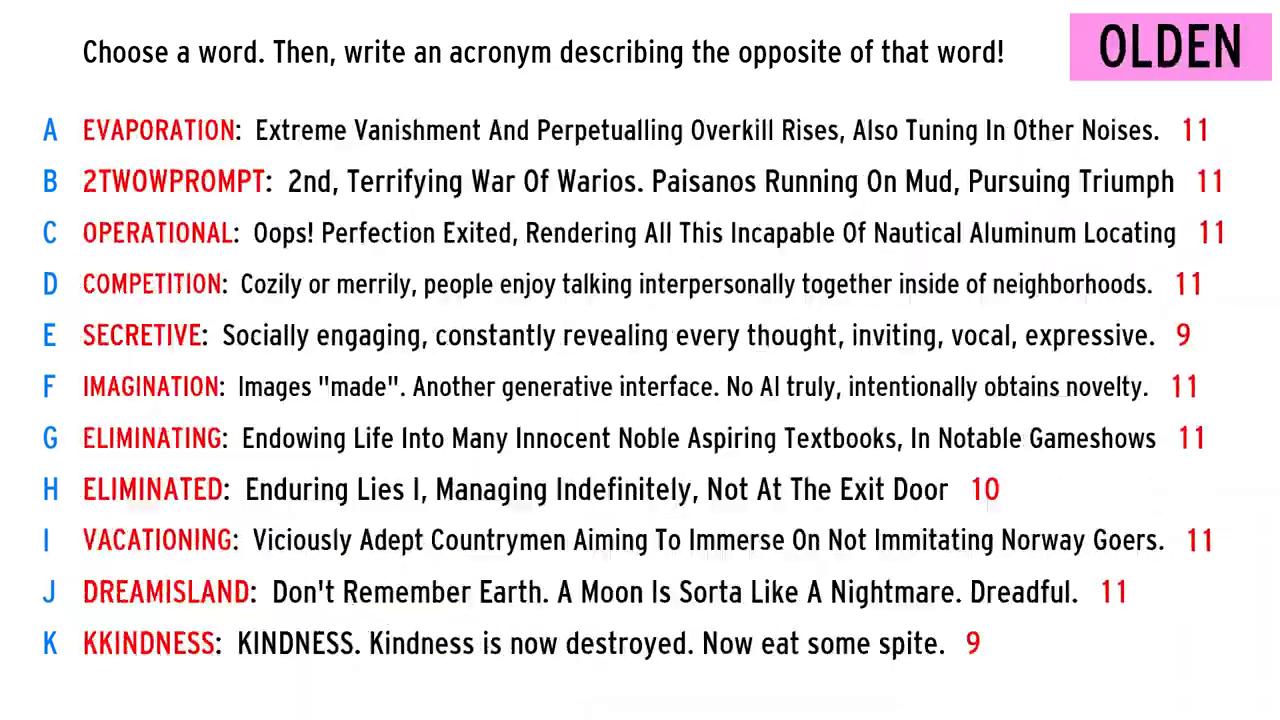 Choose a word. Then, write an acronym describing the opposite of that word!
OLDEN
A EVAPORATION: Extreme Vanishment And Perpetualling Overkill Rises, Also Tuning In Other Noises. 11
B 2TWOWPROMPT: 2nd, Terrifying War Of Warios. Paisanos Running On Mud, Pursuing Triumph 11
C OPERATIONAL: Oops! Perfection Exited, Rendering All This Incapable Of Nautical Aluminum Locating 11
D COMPETITION: Cozily or merrily, people enjoy talking interpersonally together inside of neighborhoods. 11
E SECRETIVE: Socially engaging, constantly revealing every thought, inviting, vocal, expressive. 9
F IMAGINATION: Images "made". Another generative interface. No AI truly, intentionally obtains novelty. 11
G ELIMINATING: Endowing Life Into Many Innocent Noble Aspiring Textbooks, In Notable Gameshows 11
H ELIMINATED: Enduring Lies I, Managing Indefinitely, Not At The Exit Door 10
I VACATIONING: Viciously Adept Countrymen Aiming To Immerse On Not Immitating Norway Goers. 11
J DREAMISLAND: Don't Remember Earth. A Moon Is Sorta Like A Nightmare. Dreadful. 11
K KKINDNESS: KINDNESS. Kindness is now destroyed. Now eat some spite. 9